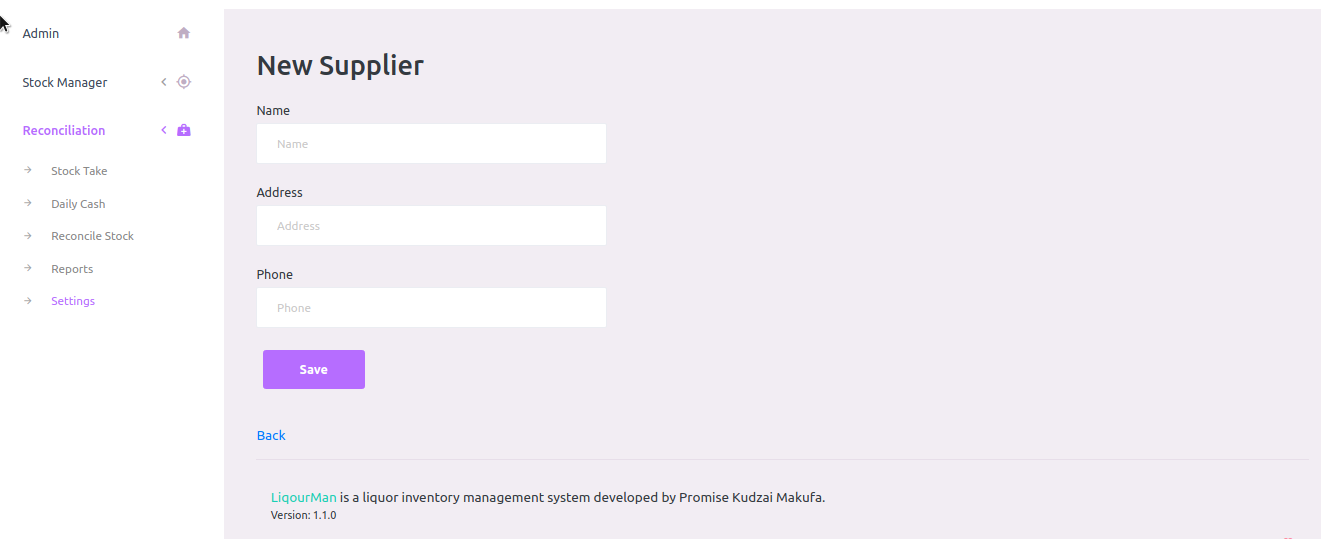 Admin
Stock Manager
Reconciliation
Stock Take
Daily Cash
Reconcile Stock
Reports
Settings
New Supplier
Name
Name
Address
Address
Phone
Phone
Save
Back
LiqourMan is a liquor inventory management system developed by Promise Kudzai Makufa.
Version: 1.1.0